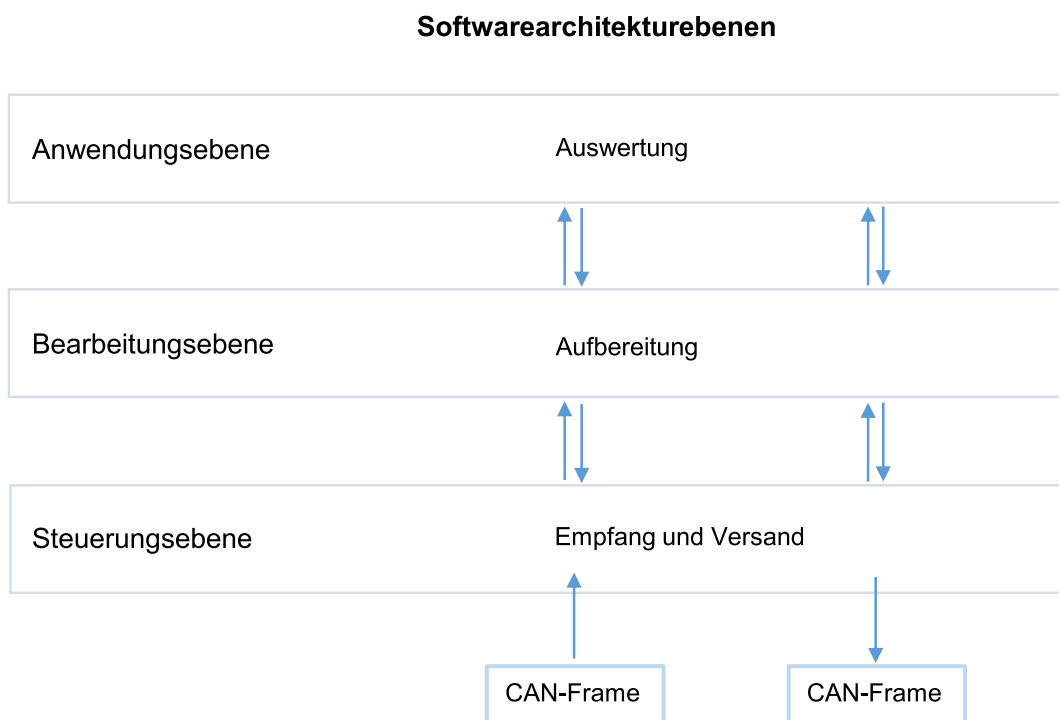 Softwarearchitekturebenen
Anwendungsebene
Auswertung
Bearbeitungsebene
Aufbereitung
Steuerungsebene
Empfang und Versand
CAN-Frame
CAN-Frame